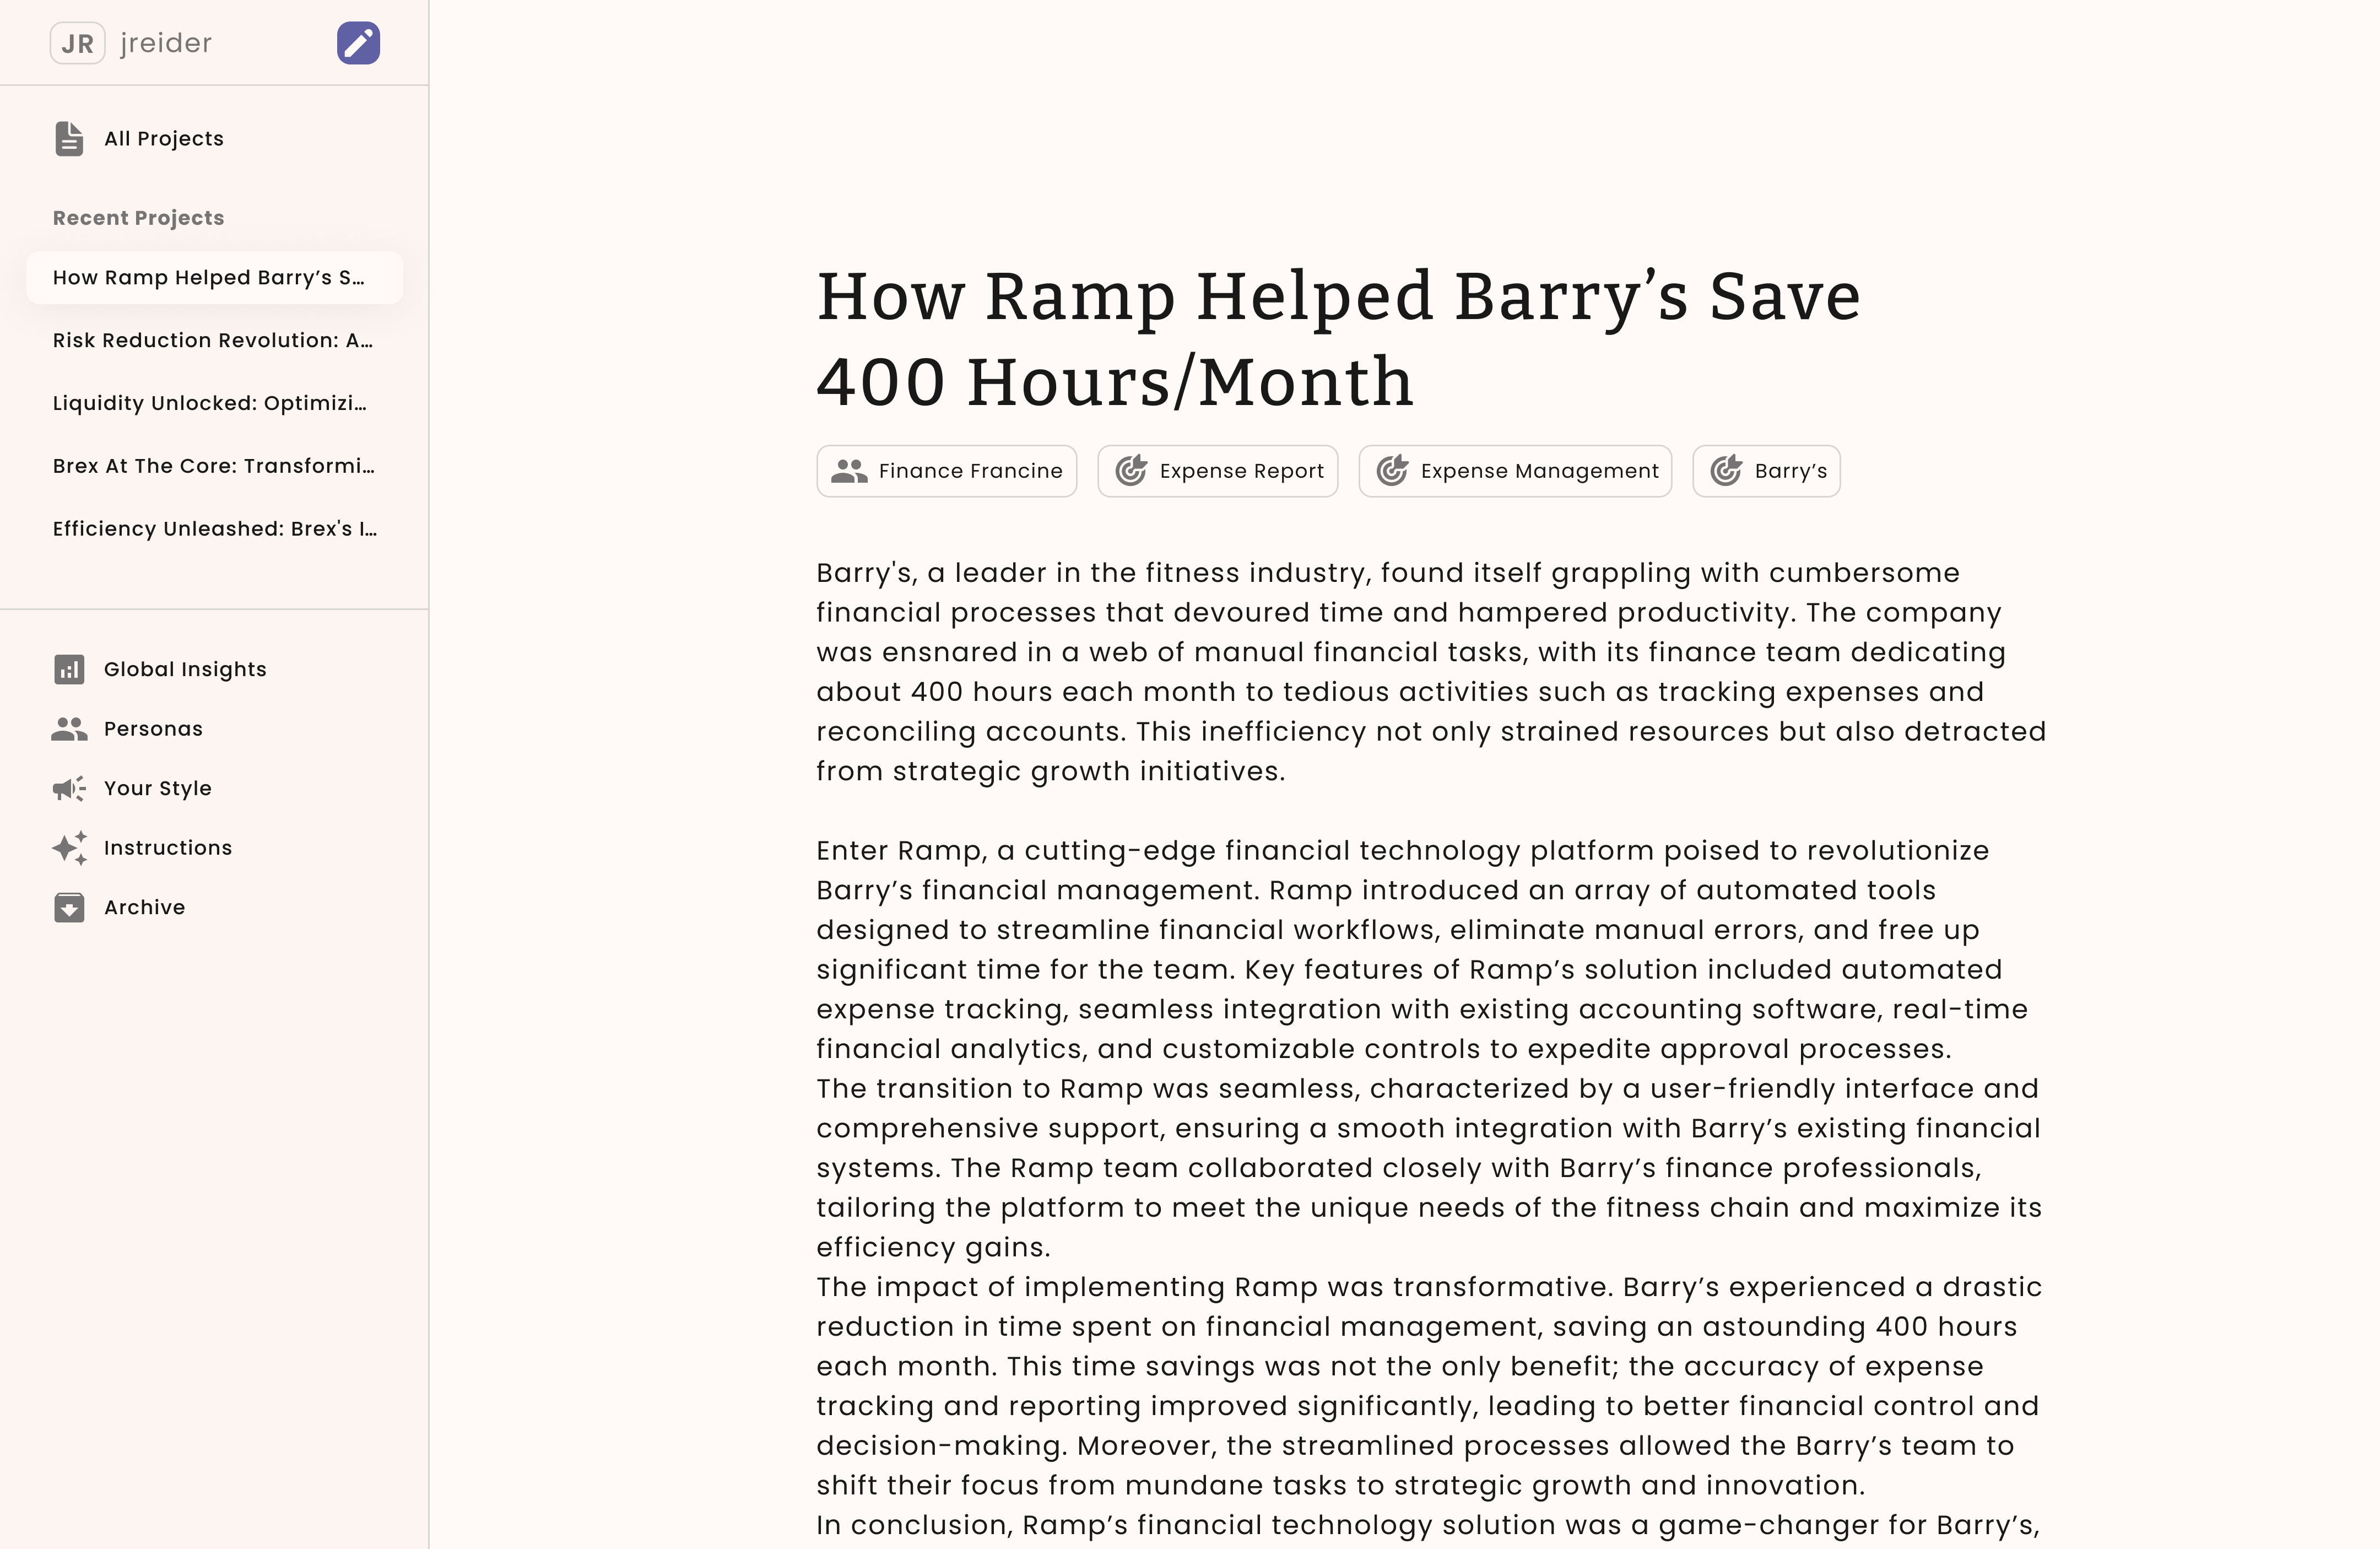 JR jreider
All Projects
Recent Projects
How Ramp Helped Barry’s S...
Risk Reduction Revolution: A...
Liquidity Unlocked: Optimizi...
Brex At The Core: Transformi...
Efficiency Unleashed: Brex's I...
Global Insights
Personas
Your Style
Instructions
Archive
How Ramp Helped Barry’s Save
400 Hours/Month
Finance Francine Expense Report Expense Management Barry’s
Barry's, a leader in the fitness industry, found itself grappling with cumbersome
financial processes that devoured time and hampered productivity. The company
was ensnared in a web of manual financial tasks, with its finance team dedicating
about 400 hours each month to tedious activities such as tracking expenses and
reconciling accounts. This inefficiency not only strained resources but also detracted
from strategic growth initiatives.
Enter Ramp, a cutting-edge financial technology platform poised to revolutionize
Barry’s financial management. Ramp introduced an array of automated tools
designed to streamline financial workflows, eliminate manual errors, and free up
significant time for the team. Key features of Ramp’s solution included automated
expense tracking, seamless integration with existing accounting software, real-time
financial analytics, and customizable controls to expedite approval processes.
The transition to Ramp was seamless, characterized by a user-friendly interface and
comprehensive support, ensuring a smooth integration with Barry’s existing financial
systems. The Ramp team collaborated closely with Barry’s finance professionals,
tailoring the platform to meet the unique needs of the fitness chain and maximize its
efficiency gains.
The impact of implementing Ramp was transformative. Barry’s experienced a drastic
reduction in time spent on financial management, saving an astounding 400 hours
each month. This time savings was not the only benefit; the accuracy of expense
tracking and reporting improved significantly, leading to better financial control and
decision-making. Moreover, the streamlined processes allowed the Barry’s team to
shift their focus from mundane tasks to strategic growth and innovation.
In conclusion, Ramp’s financial technology solution was a game-changer for Barry’s,